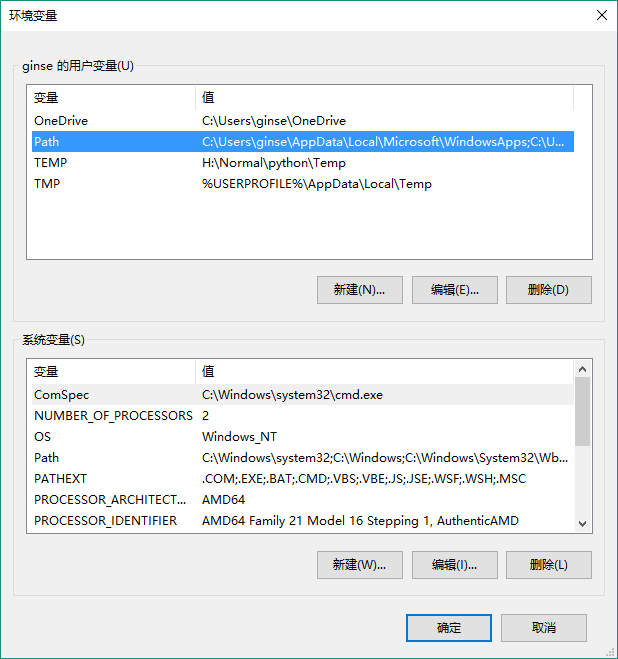 环境变量
ginse 的用户变量(U)
变量 值
OneDrive C:\Users\ginse\OneDrive
Path C:\Users\ginse\AppData\Local\Microsoft\WindowsApps;C:\U...
TEMP H:\Normal\python\Temp
TMP %USERPROFILE%\AppData\Local\Temp
新建(N)... 编辑(E)... 删除(D)
系统变量(S)
变量 值
ComSpec C:\Windows\system32\cmd.exe
NUMBER_OF_PROCESSORS 2
OS Windows_NT
Path C:\Windows\system32;C:\Windows;C:\Windows\System32\Wb...
PATHEXT .COM;.EXE;.BAT;.CMD;.VBS;.VBE;.JS;.JSE;.WSF;.WSH;.MSC
PROCESSOR_ARCHITECT... AMD64
PROCESSOR_IDENTIFIER AMD64 Family 21 Model 16 Stepping 1, AuthenticAMD
新建(W)... 编辑(I)... 删除(L)
确定 取消